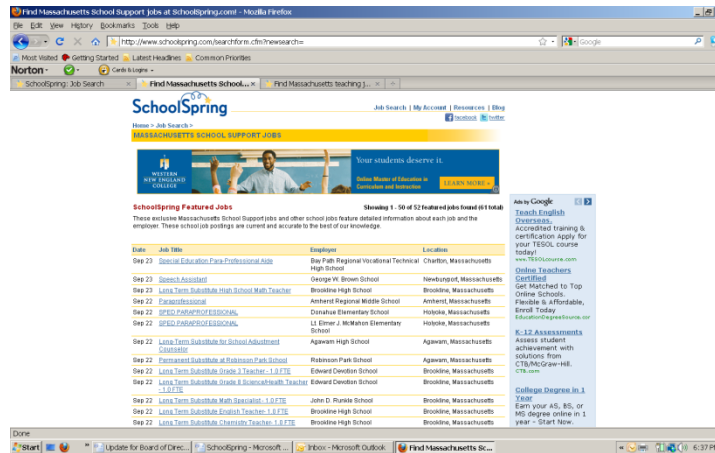 Find Massachusetts School Support jobs at SchoolSpring.com! - Mozilla Firefox
File Edit View History Bookmarks Tools Help
http://www.schoolspring.com/searchform.cfm?newsearch=
Google
Most Visited Getting Started Latest Headlines Common Priorities
Norton - Cards & Logins -
SchoolSpring: Job Search
Find Massachusetts School...
Find Massachusetts teaching j...
SchoolSpring
Job Search | My Account | Resources | Blog
facebook twitter
Home > Job Search >
MASSACHUSETTS SCHOOL SUPPORT JOBS
WESTERN
NEW ENGLAND
COLLEGE
Your students deserve it.
Online Master of Education in
Curriculum and Instruction
LEARN MORE
SchoolSpring Featured Jobs
Showing 1 - 50 of 52 featured jobs found (61 total)
These exclusive Massachusetts School Support jobs and other school jobs feature detailed information about each job and the
employer. These school job postings are current and accurate to the best of our knowledge.
Date Job Title Employer Location
Sep 23 Special Education Para-Professional Aide Bay Path Regional Vocational Technical High School Charlton, Massachusetts
Sep 23 Speech Assistant George W. Brown School Newburyport, Massachusetts
Sep 23 Long Term Substitute High School Math Teacher Brookline High School Brookline, Massachusetts
Sep 22 Paraprofessional Amherst Regional Middle School Amherst, Massachusetts
Sep 22 SPED PARAPROFESSIONAL Donahue Elementary School Holyoke, Massachusetts
Sep 22 SPED PARAPROFESSIONAL Lt Elmer J. McMahon Elementary School Holyoke, Massachusetts
Sep 22 Long Term Substitute for School Adjustment Counselor Agawam High School Agawam, Massachusetts
Sep 22 Permanent Substitute at Robinson Park School Robinson Park School Agawam, Massachusetts
Sep 22 Long Term Substitute Grade 3 Teacher- 1.0 FTE Edward Devotion School Brookline, Massachusetts
Sep 22 Long Term Substitute Grade 8 Science/Health Teacher - 1.0 FTE Edward Devotion School Brookline, Massachusetts
Sep 22 Long Term Substitute Math Specialist - 1.0 FTE John D. Runkle School Brookline, Massachusetts
Sep 22 Long Term Substitute English Teacher- 1.0 FTE Brookline High School Brookline, Massachusetts
Sep 22 Long Term Substitute Chemistry Teacher- 1.0 FTE Brookline High School Brookline, Massachusetts
Ads by Google
Teach English
Overseas.
Accredited training &
certification Apply for
your TESOL course
today!
www.TESOLcourse.com
Online Teachers
Certified
Get Matched to Top
Online Schools.
Flexible & Affordable,
Enroll Today
EducationDegreeSource.cor
K-12 Assessments
Assess student
achievement with
solutions from
CTB/McGraw-Hill.
CTB.com
College Degree in 1
Year
Earn your AS, BS, or
MS degree online in 1
year - Start Now.
Done
Start
Update for Board of Direc...
SchoolSpring - Microsoft ...
Inbox - Microsoft Outlook
Find Massachusetts Sc...
6:37 PM